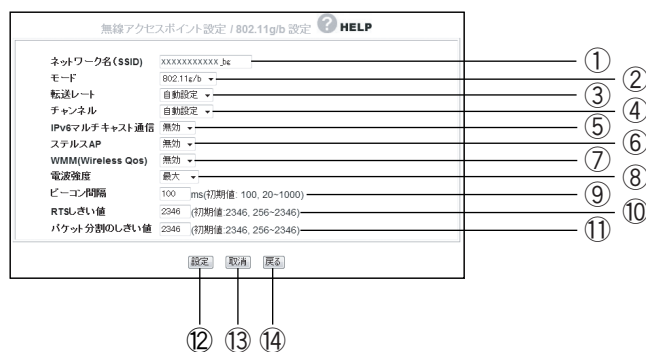 無線アクセスポイント設定 / 802.11g/b 設定 ? HELP
ネットワーク名(SSID) XXXXXXXXXXX_bg ①
モード 802.11g/b ②
転送レート 自動設定 ③
チャンネル 自動設定 ④
IPv6マルチキャスト通信 無効 ⑤
ステルスAP 無効 ⑥
WMM(Wireless Qos) 無効 ⑦
電波強度 最大 ⑧
ビーコン間隔 100 ms(初期値: 100, 20~1000) ⑨
RTSしきい値 2346 (初期値:2346, 256~2346) ⑩
パケット分割のしきい値 2346 (初期値: 2346, 256~2346) ⑪
設定 取消 戻る
⑫ ⑬ ⑭